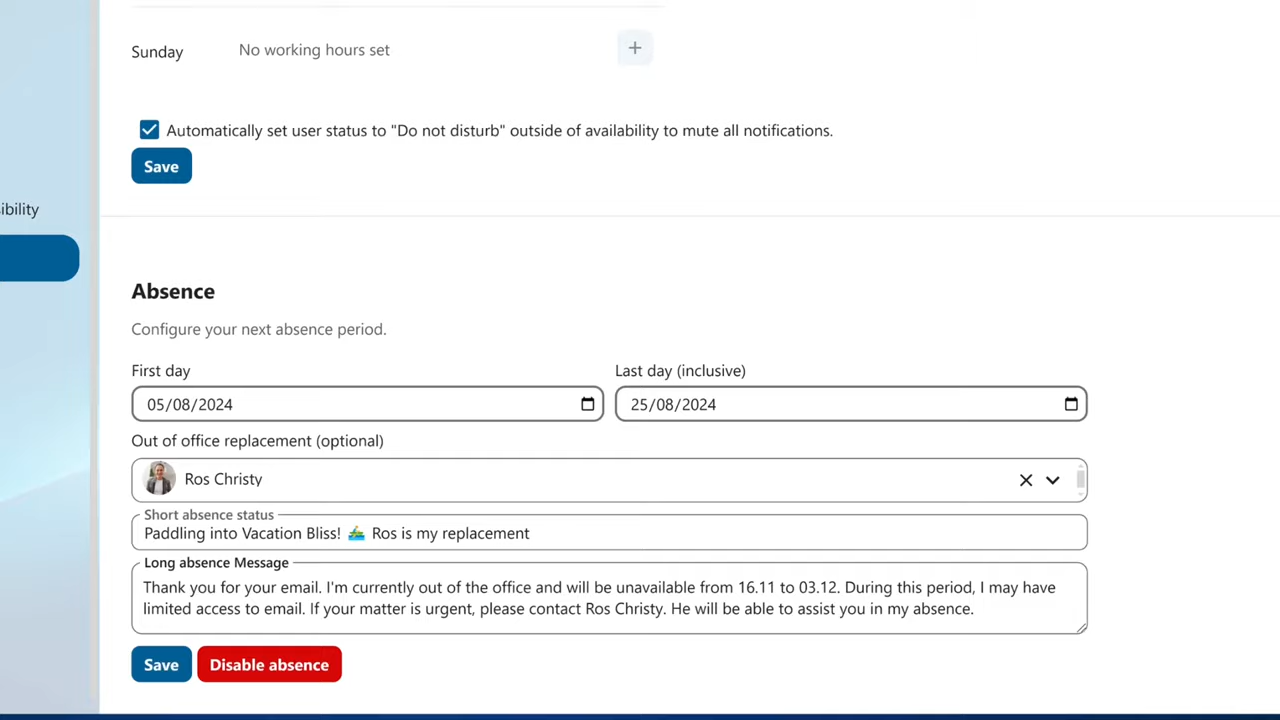 Sunday
No working hours set
Automatically set user status to "Do not disturb" outside of availability to mute all notifications.
Save
ibility
Absence
Configure your next absence period.
First day
Last day (inclusive)
05/08/2024
25/08/2024
Out of office replacement (optional)
Ros Christy
Short absence status
Paddling into Vacation Bliss! 🚣 Ros is my replacement
Long absence Message
Thank you for your email. I'm currently out of the office and will be unavailable from 16.11 to 03.12. During this period, I may have
limited access to email. If your matter is urgent, please contact Ros Christy. He will be able to assist you in my absence.
Save
Disable absence